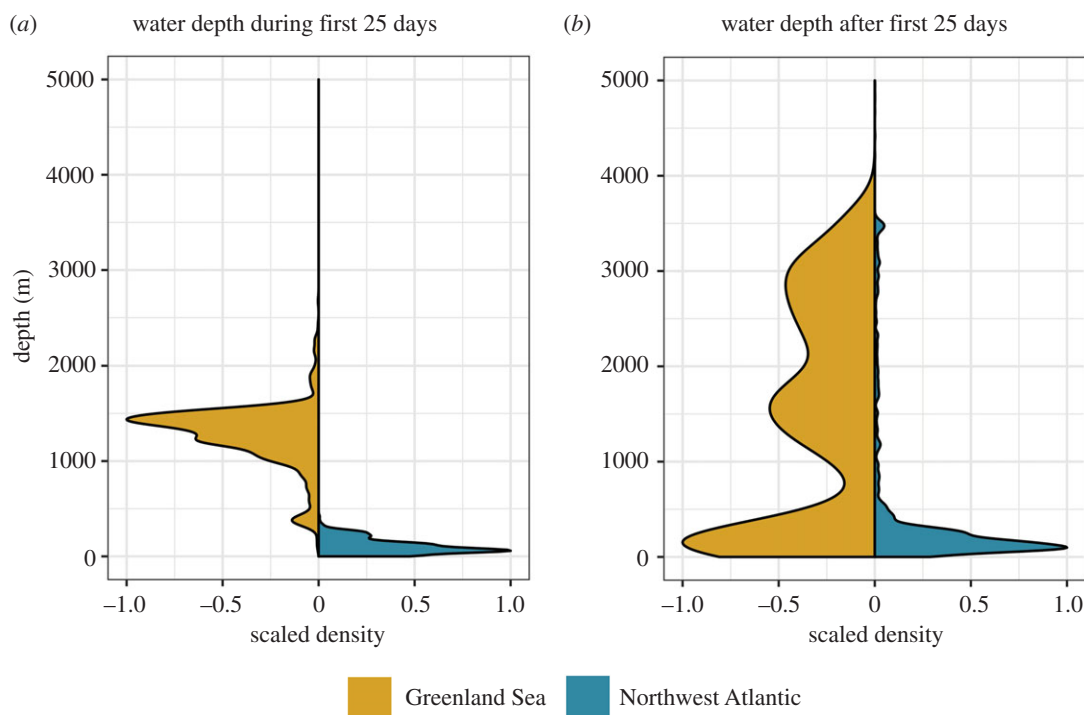 (a) water depth during first 25 days
(b) water depth after first 25 days
depth (m)
5000
4000
3000
2000
1000
0
−1.0 −0.5 0 0.5 1.0
scaled density
5000
4000
3000
2000
1000
0
−1.0 −0.5 0 0.5 1.0
scaled density
Greenland Sea Northwest Atlantic